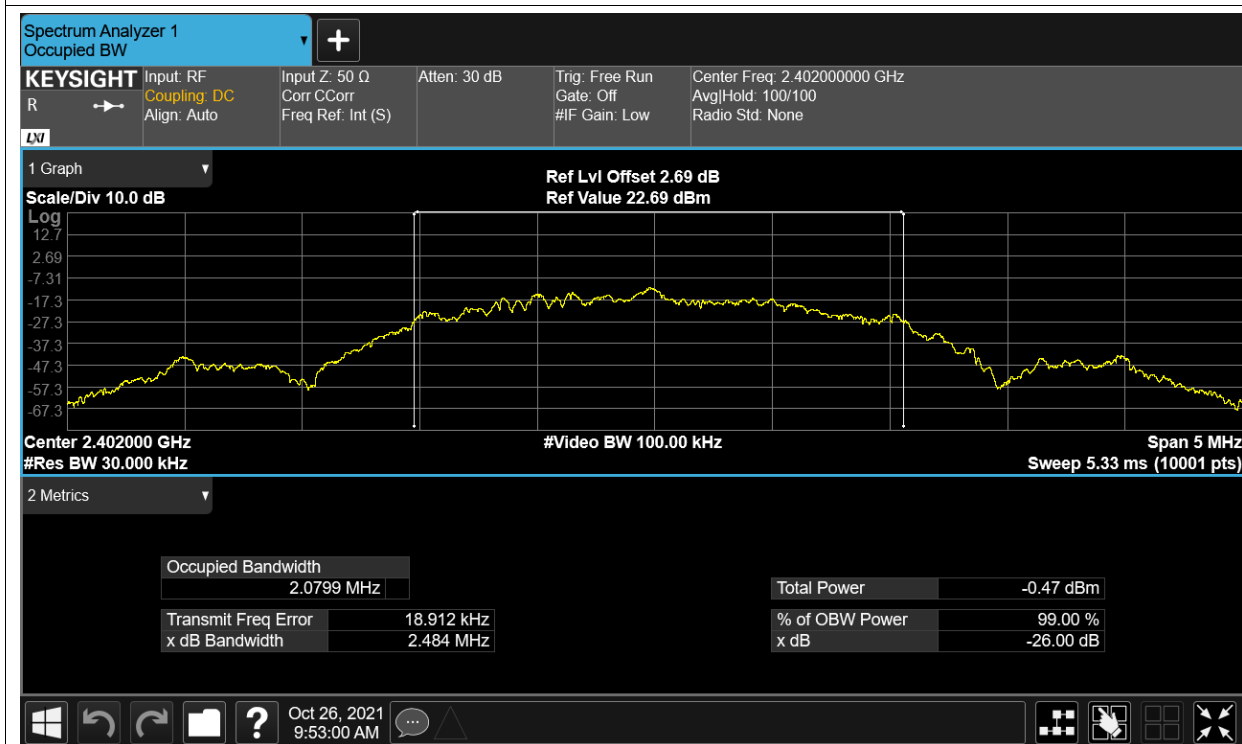 Spectrum Analyzer 1
Occupied BW
KEYSIGHT
R
LXI
Input: RF
Coupling: DC
Align: Auto
Input Z: 50 Ω
Corr CCorr
Freq Ref: Int (S)
Atten: 30 dB
Trig: Free Run
Gate: Off
#IF Gain: Low
Center Freq: 2.402000000 GHz
Avg|Hold: 100/100
Radio Std: None
1 Graph
Scale/Div 10.0 dB
Ref Lvl Offset 2.69 dB
Ref Value 22.69 dBm
Log
12.7
2.69
-7.31
-17.3
-27.3
-37.3
-47.3
-57.3
-67.3
Center 2.402000 GHz
#Video BW 100.00 kHz
Span 5 MHz
#Res BW 30.000 kHz
Sweep 5.33 ms (10001 pts)
2 Metrics
Occupied Bandwidth
2.0799 MHz
Total Power -0.47 dBm
Transmit Freq Error 18.912 kHz
% of OBW Power 99.00 %
x dB Bandwidth 2.484 MHz
x dB -26.00 dB
?
Oct 26, 2021
9:53:00 AM